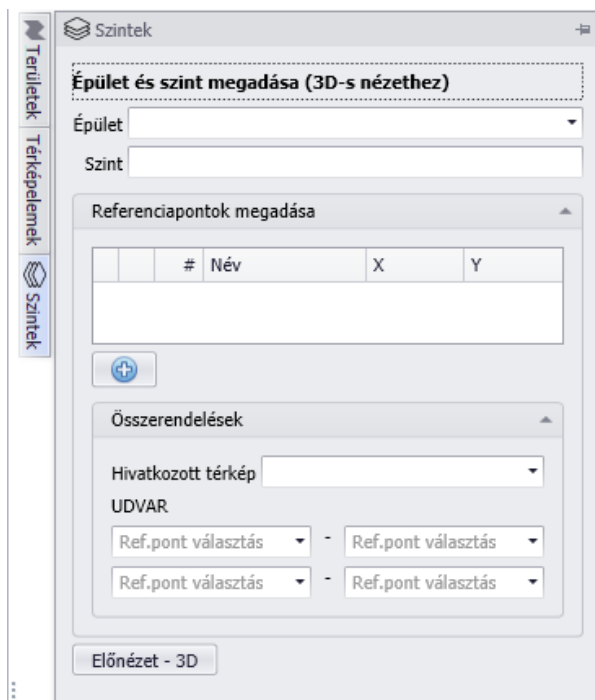 Területek
Térképelemek
Szintek
Szintek
Épület és szint megadása (3D-s nézethez)
Épület
Szint
Referenciapontok megadása
# Név X Y
Összerendelések
Hivatkozott térkép
UDVAR
Ref.pont választás - Ref.pont választás
Ref.pont választás - Ref.pont választás
Előnézet - 3D